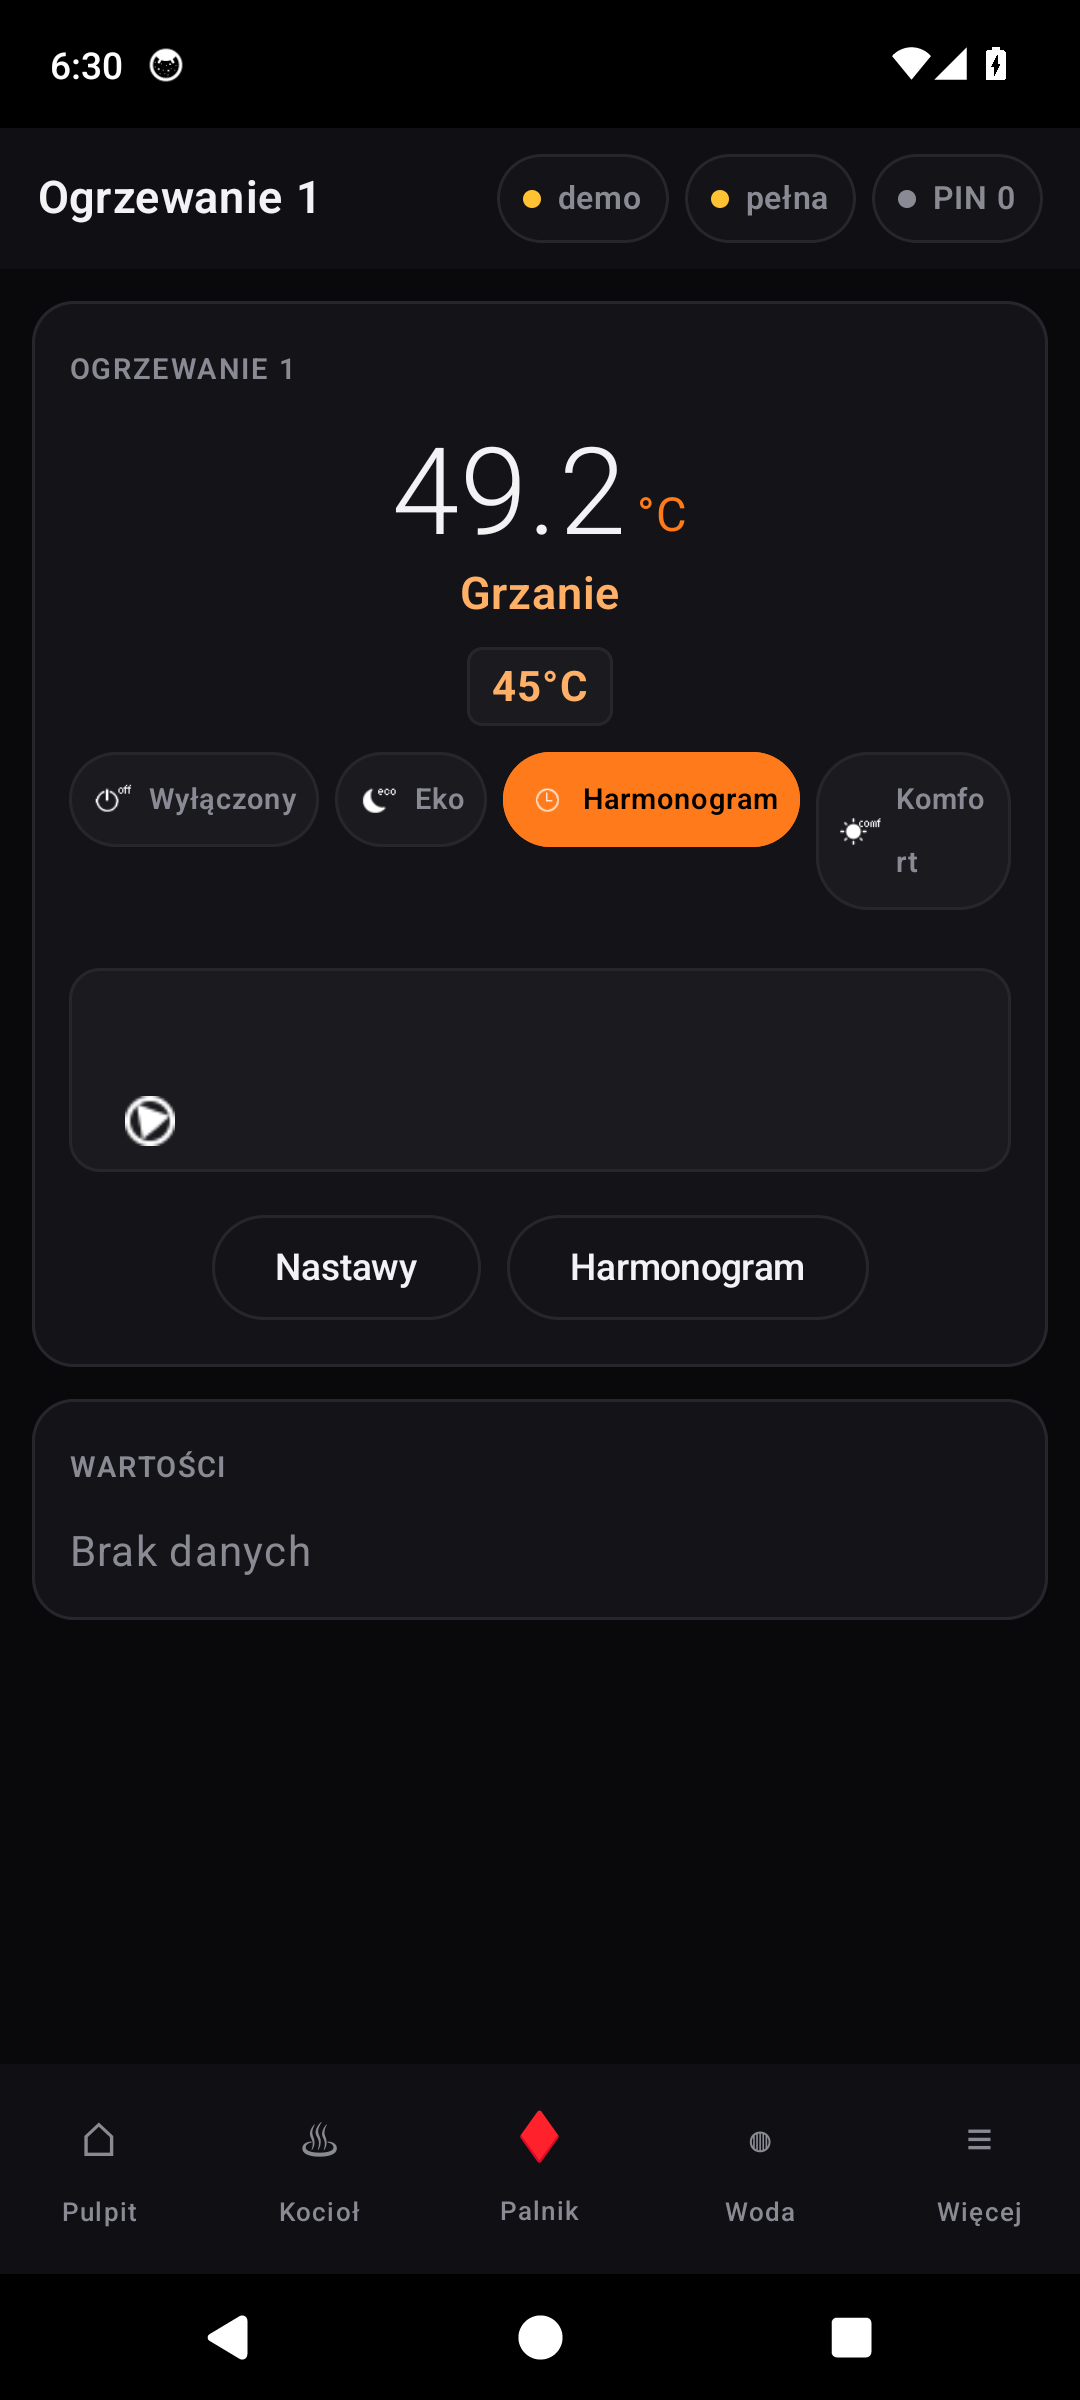 6:30
Ogrzewanie 1
demo
pełna
PIN 0
OGRZEWANIE 1
49.2 °C
Grzanie
45°C
off Wyłączony
eco Eko
Harmonogram
comf Komfo
rt
Nastawy
Harmonogram
WARTOŚCI
Brak danych
Pulpit
Kocioł
Palnik
Woda
Więcej